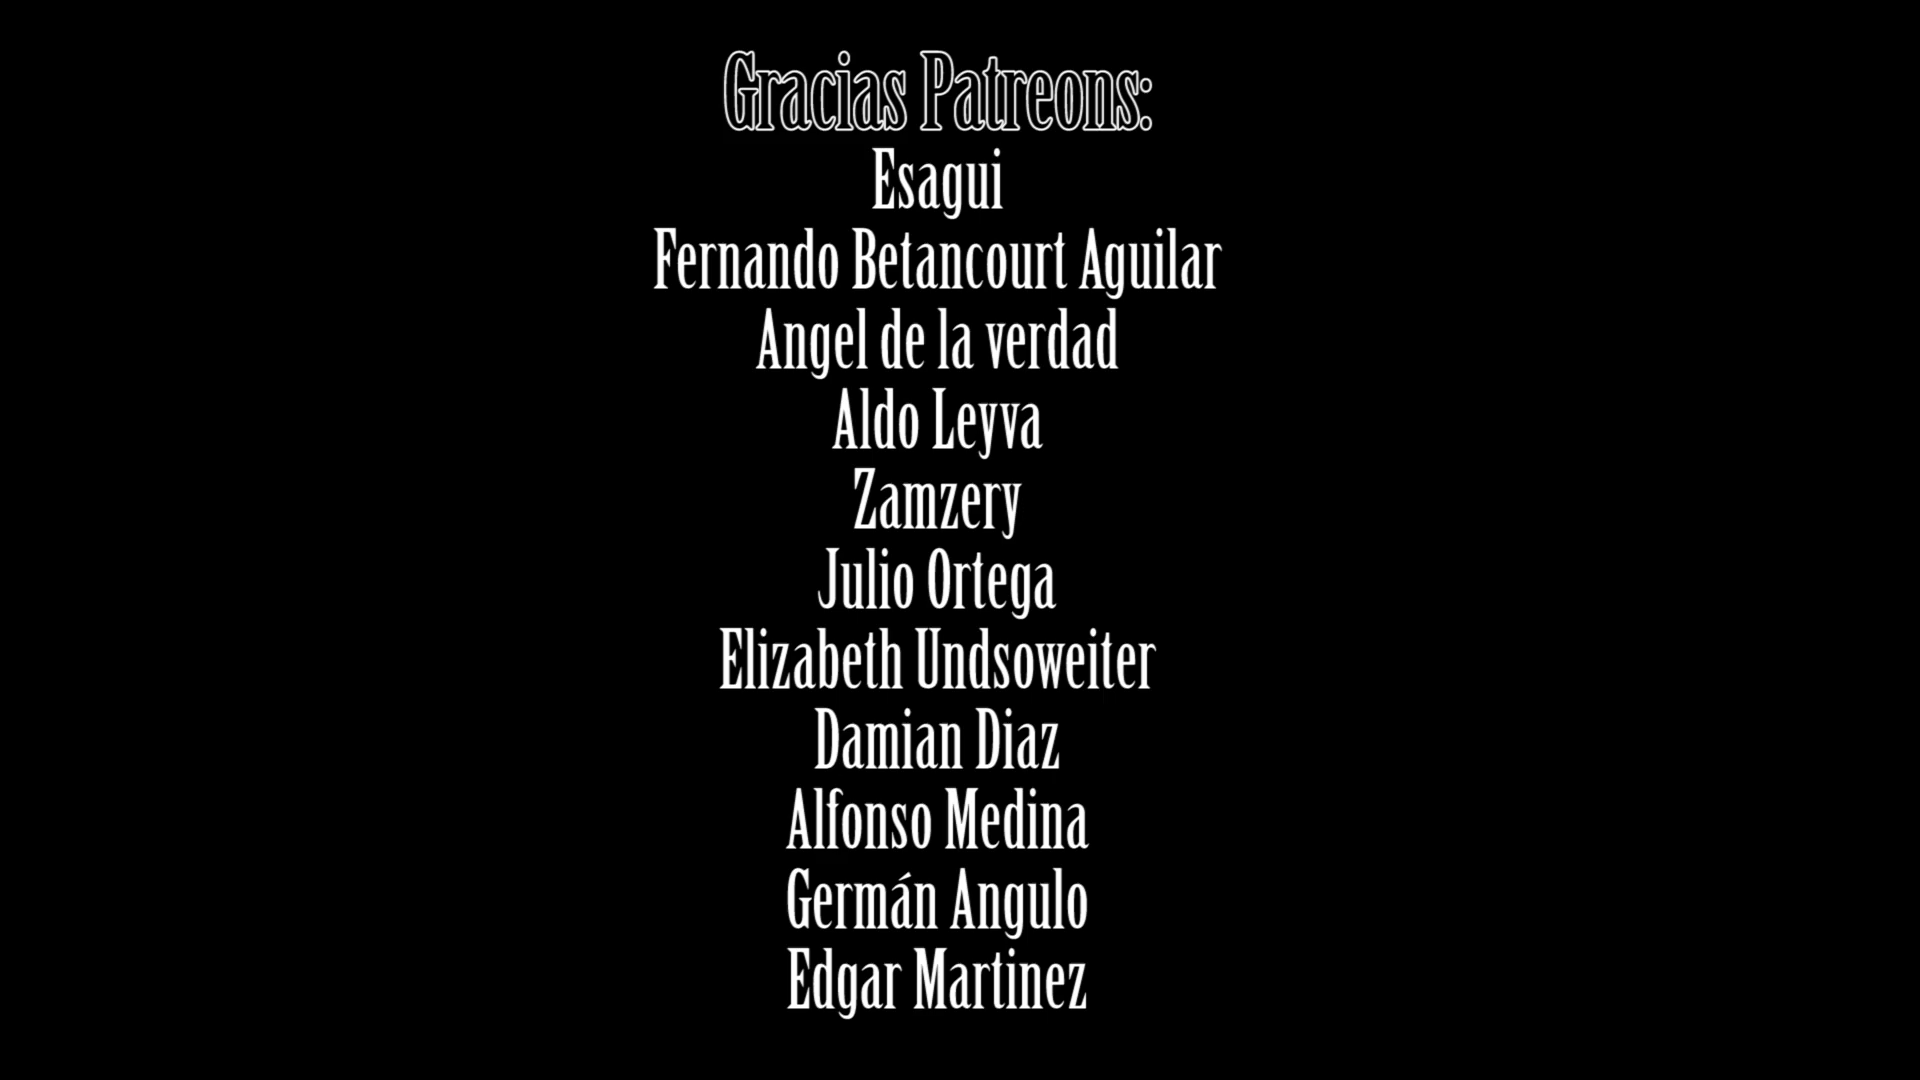 Gracias Patreons:
Esagui
Fernando Betancourt Aguilar
Angel de la verdad
Aldo Leyva
Zamzery
Julio Ortega
Elizabeth Undsoweiter
Damian Diaz
Alfonso Medina
Germán Angulo
Edgar Martinez